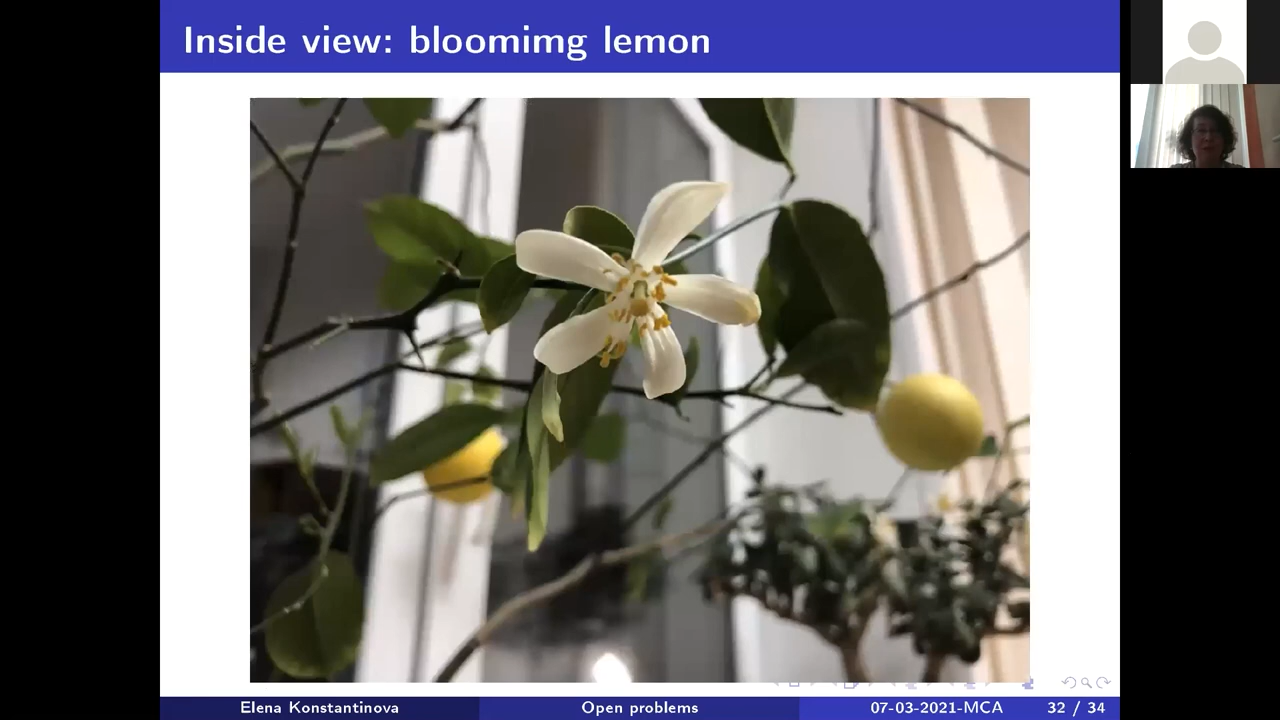 Inside view: bloomimg lemon
Elena Konstantinova
Open problems
07-03-2021-MCA
32 / 34